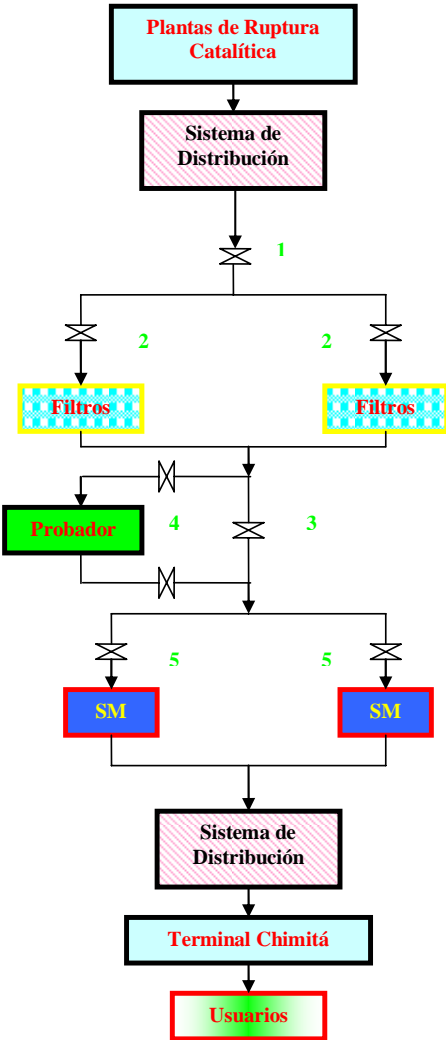 Plantas de Ruptura
Catalítica
Sistema de
Distribución
1
2
2
Filtros
Filtros
4
3
Probador
5
5
SM
SM
Sistema de
Distribución
Terminal Chimitá
Usuarios